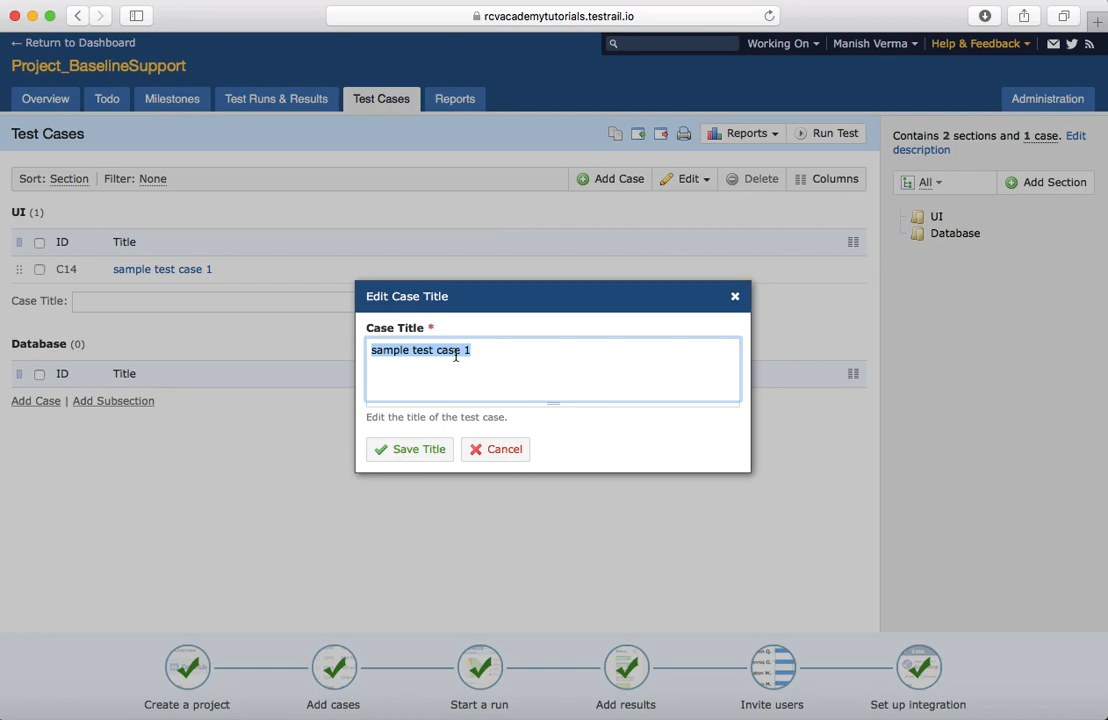 rcvacademytutorials.testrail.io
← Return to Dashboard
Working On
Manish Verma
Help & Feedback
Project_BaselineSupport
Overview
Todo
Milestones
Test Runs & Results
Test Cases
Reports
Administration
Test Cases
Reports
Run Test
Contains 2 sections and 1 case. Edit
description
Sort: Section
Filter: None
Add Case
Edit
Delete
Columns
All
Add Section
UI (1)
UI
Database
ID
Title
C14
sample test case 1
Case Title:
Database (0)
ID
Title
Add Case | Add Subsection
Edit Case Title
Case Title *
sample test case 1
Edit the title of the test case.
Save Title
Cancel
Create a project
Add cases
Start a run
Add results
Invite users
Set up integration